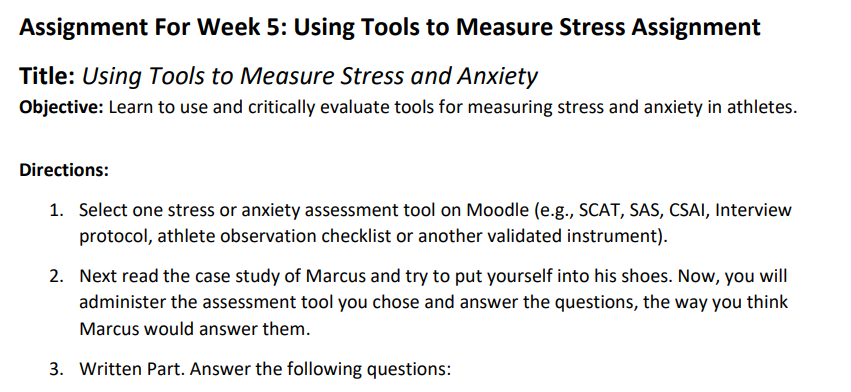 Assignment For Week 5: Using Tools to Measure Stress Assignment
Title: Using Tools to Measure Stress and Anxiety
Objective: Learn to use and critically evaluate tools for measuring stress and anxiety in athletes.
Directions:
1. Select one stress or anxiety assessment tool on Moodle (e.g., SCAT, SAS, CSAI, Interview
protocol, athlete observation checklist or another validated instrument).
2. Next read the case study of Marcus and try to put yourself into his shoes. Now, you will
administer the assessment tool you chose and answer the questions, the way you think
Marcus would answer them.
3. Written Part. Answer the following questions: